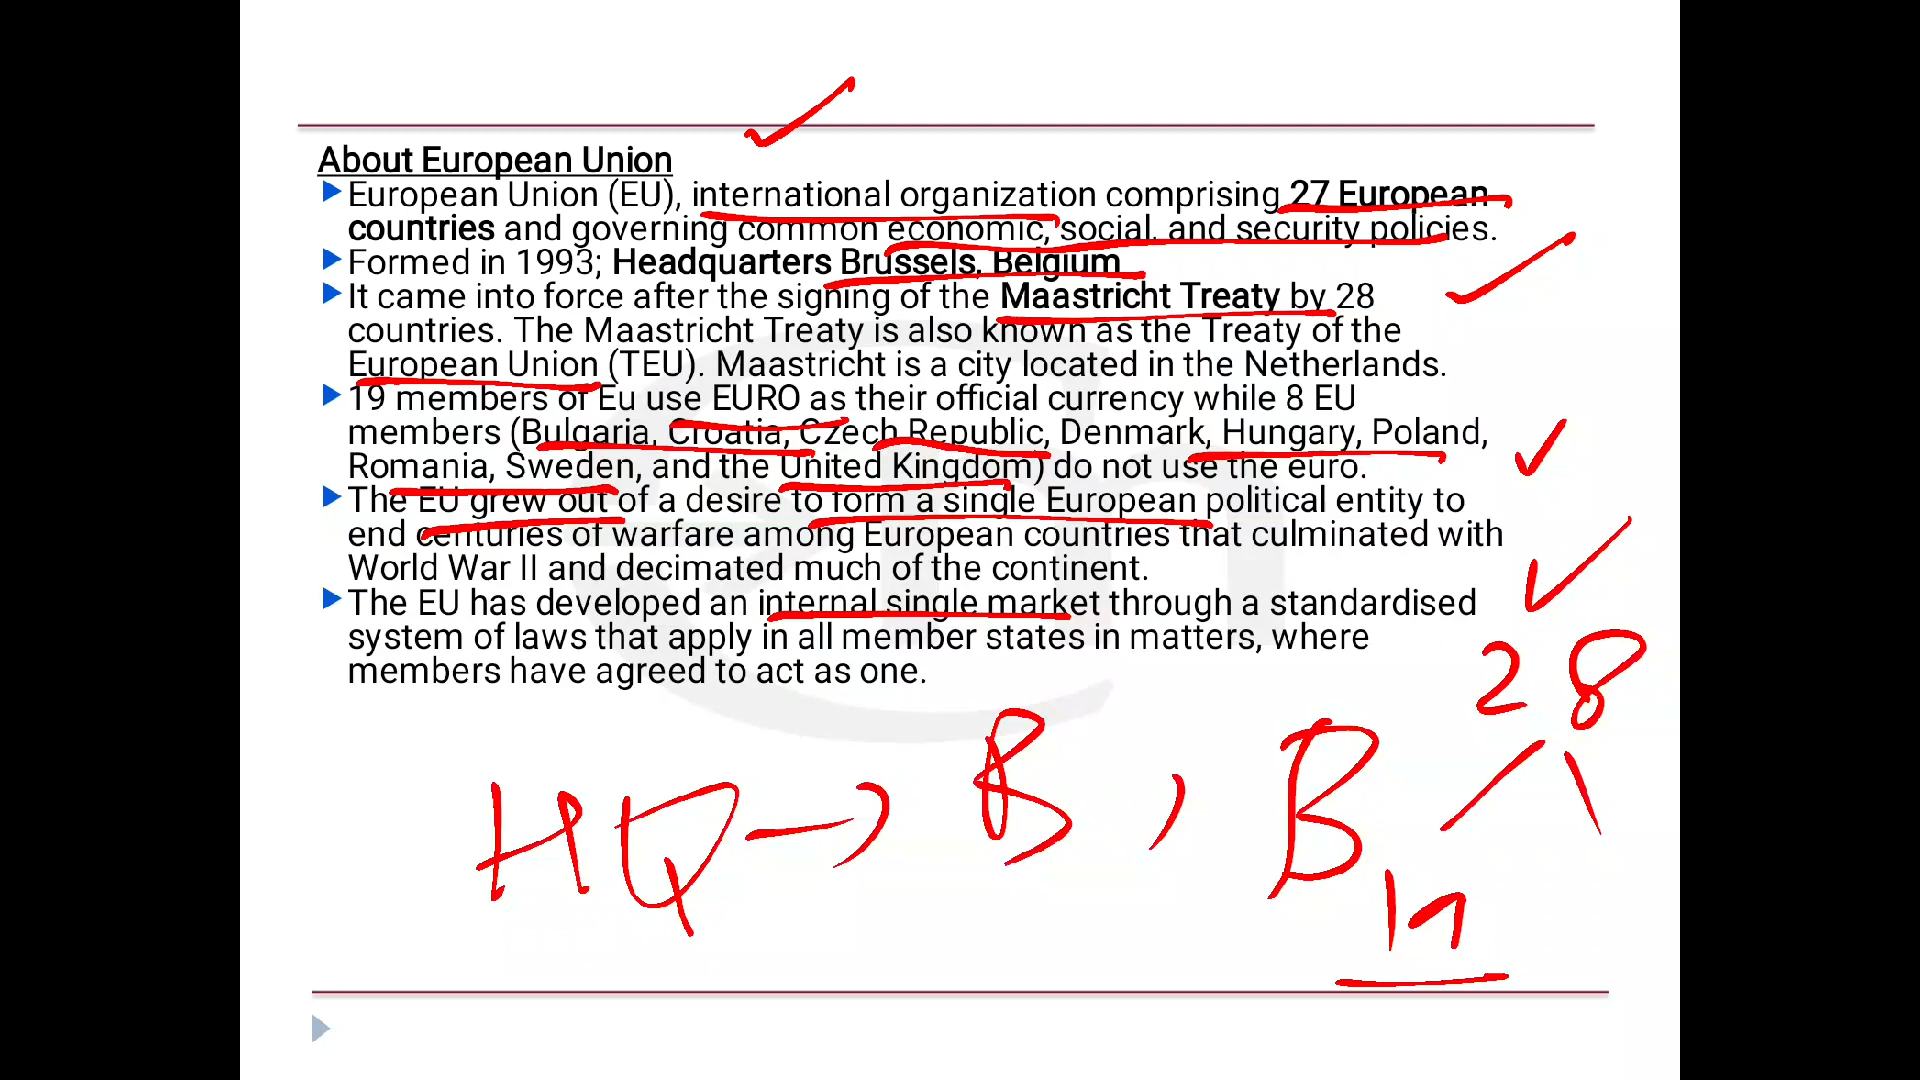 About European Union
European Union (EU), international organization comprising 27 European
countries and governing common economic, social, and security policies.
Formed in 1993; Headquarters Brussels, Belgium
It came into force after the signing of the Maastricht Treaty by 28
countries. The Maastricht Treaty is also known as the Treaty of the
European Union (TEU). Maastricht is a city located in the Netherlands.
19 members of Eu use EURO as their official currency while 8 EU
members (Bulgaria, Croatia, Czech Republic, Denmark, Hungary, Poland,
Romania, Sweden, and the United Kingdom) do not use the euro.
The EU grew out of a desire to form a single European political entity to
end centuries of warfare among European countries that culminated with
World War II and decimated much of the continent.
The EU has developed an internal single market through a standardised
system of laws that apply in all member states in matters, where
members have agreed to act as one.
28
HQ → B, B
19